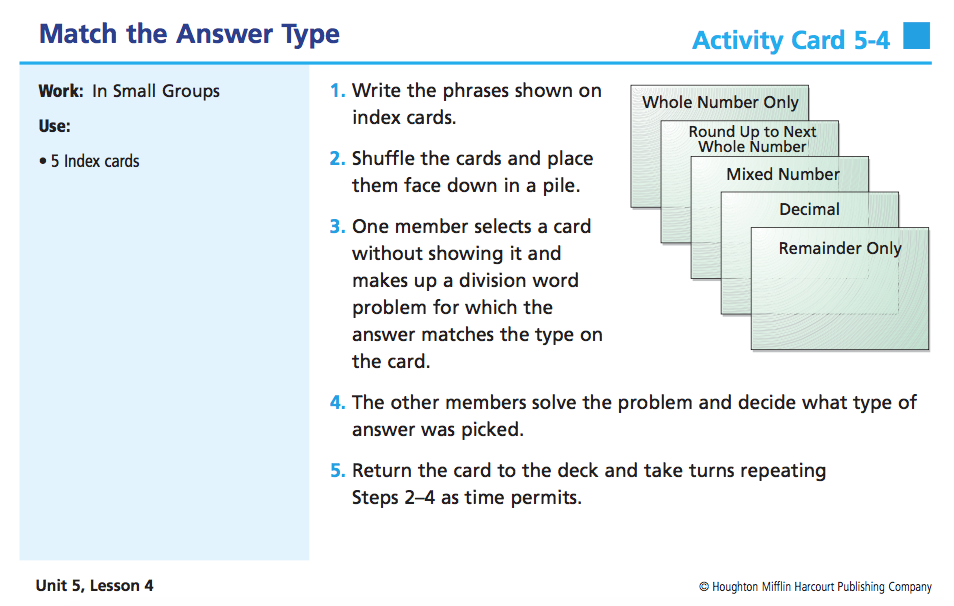 Match the Answer Type
Activity Card 5-4
Work: In Small Groups
Use:
• 5 Index cards
1. Write the phrases shown on
index cards.
2. Shuffle the cards and place
them face down in a pile.
3. One member selects a card
without showing it and
makes up a division word
problem for which the
answer matches the type on
the card.
Whole Number Only
Round Up to Next
Whole Number
Mixed Number
Decimal
Remainder Only
4. The other members solve the problem and decide what type of
answer was picked.
5. Return the card to the deck and take turns repeating
Steps 2–4 as time permits.
Unit 5, Lesson 4
© Houghton Mifflin Harcourt Publishing Company